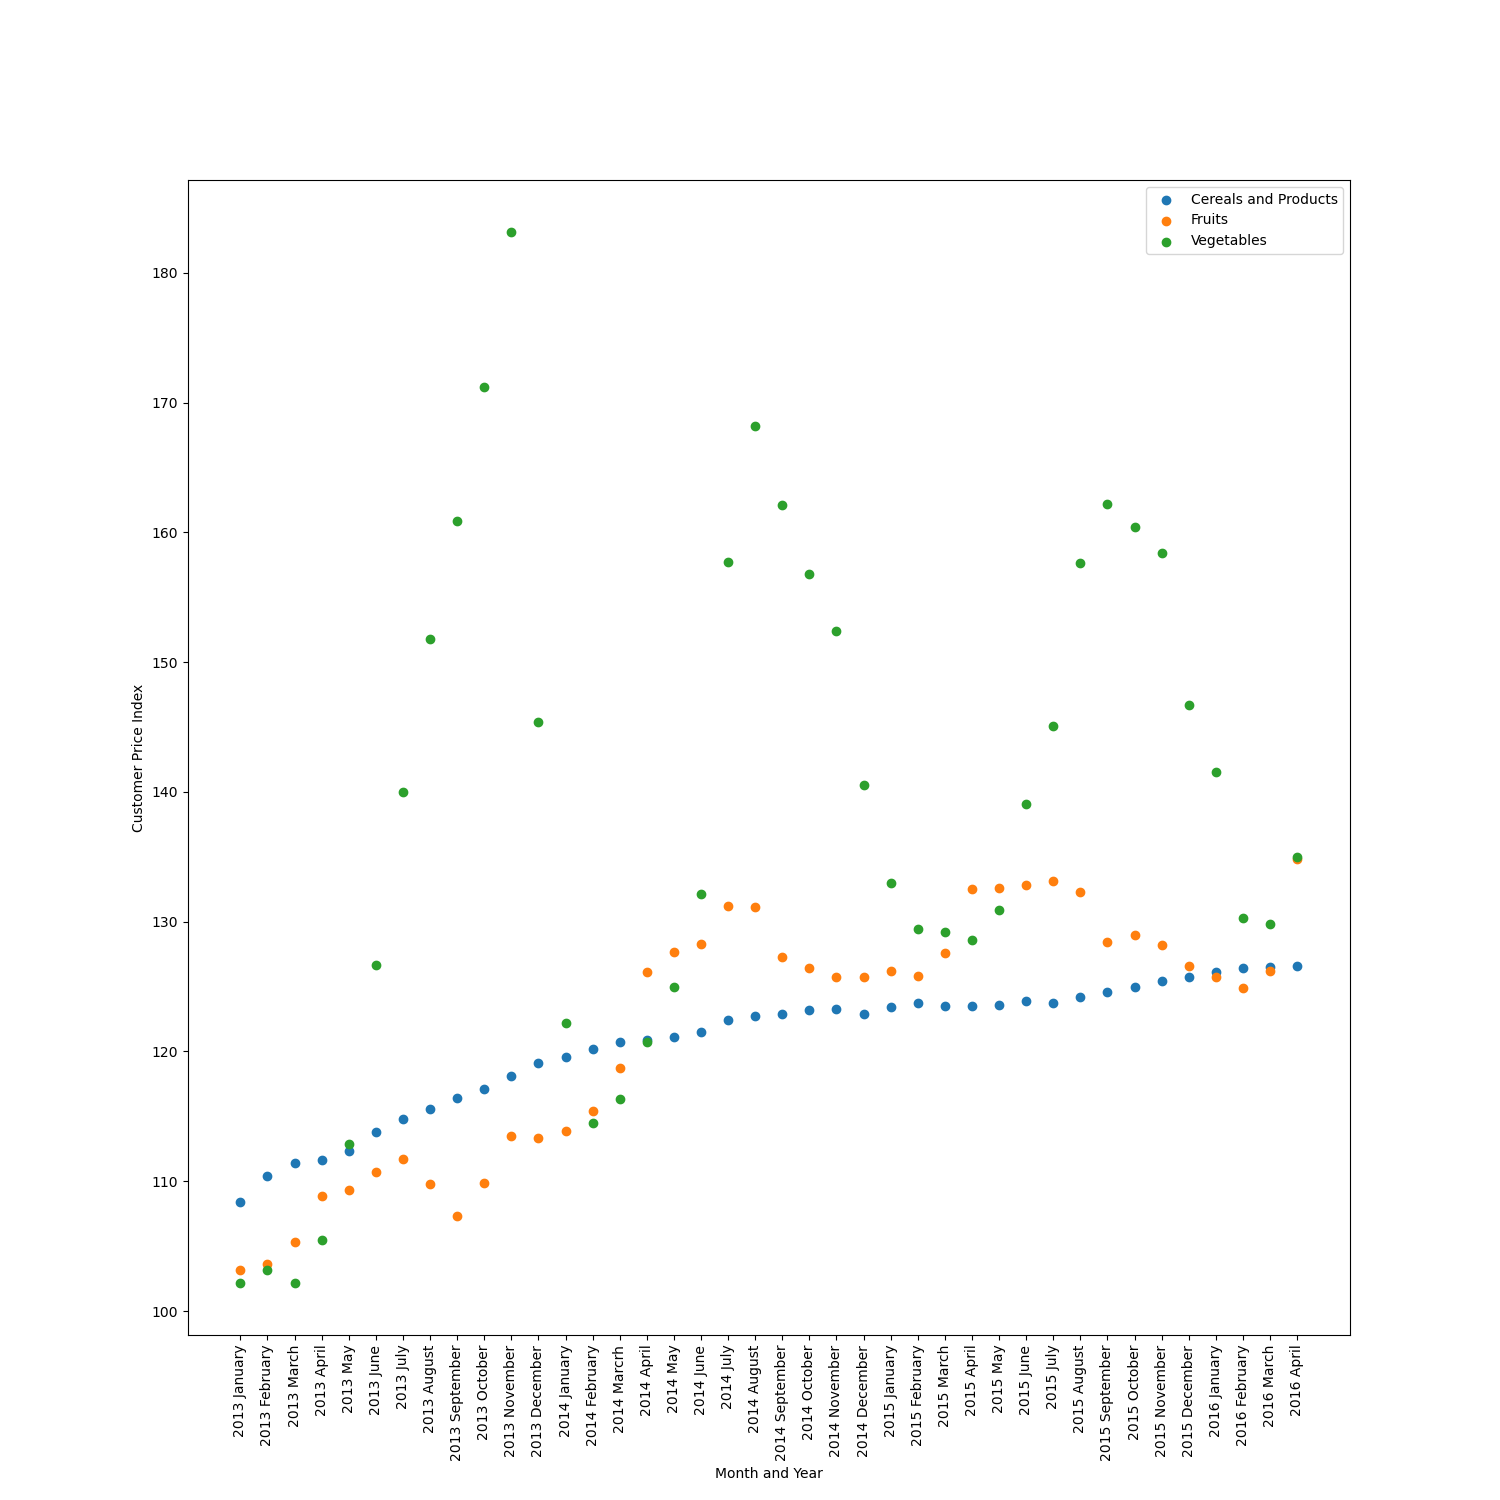 Cereals and Products
Fruits
Vegetables
180
170
160
150
140
130
120
110
100
Customer Price Index
2013 January
2013 February
2013 March
2013 April
2013 May
2013 June
2013 July
2013 August
2013 September
2013 October
2013 November
2013 December
2014 January
2014 February
2014 Marcrh
2014 April
2014 May
2014 June
2014 July
2014 August
2014 September
2014 October
2014 November
2014 December
2015 January
2015 February
2015 March
2015 April
2015 May
2015 June
2015 July
2015 August
2015 September
2015 October
2015 November
2015 December
2016 January
2016 February
2016 March
2016 April
Month and Year